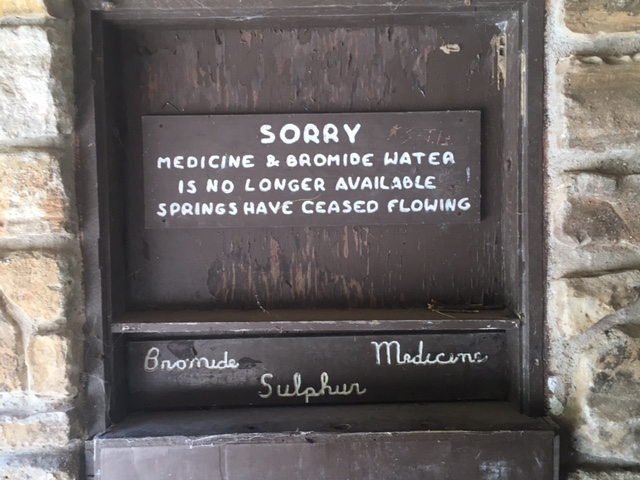 SORRY
MEDICINE & BROMIDE WATER
IS NO LONGER AVAILABLE
SPRINGS HAVE CEASED FLOWING
Bromide Medicine
Sulphur